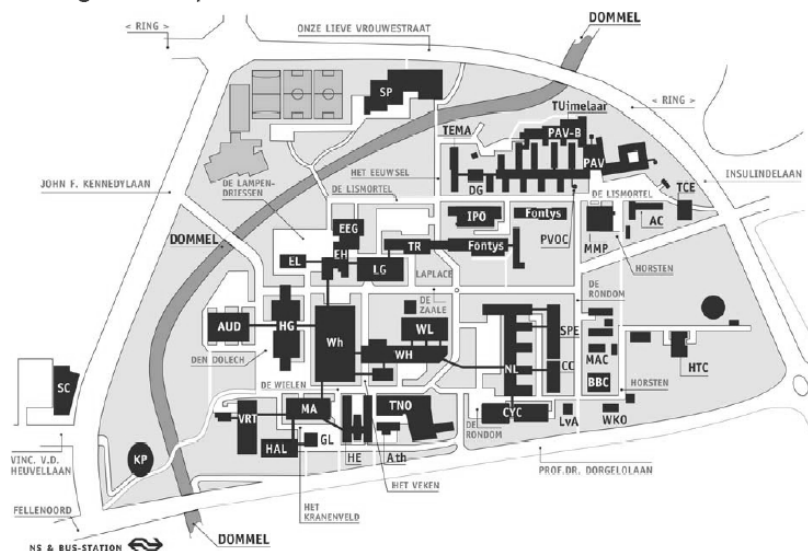 < RING >
ONZE LIEVE VROUWESTRAAT
DOMMEL
SP
TUimelaar
< RING >
TEMA
PAV-B
PAV
JOHN F. KENNEDYLAAN
DE LAMPEN-
DRIESSEN
HET EEUWSEL
DE LISMORTEL
DG
DE LISMORTEL
TCE
INSULINDELAAN
IPO
Fontys
PVOC
MMP
AC
HORSTEN
DOMMEL
EEG
EH
EL
LG
TR
Fontys
LAPLACE
DE
ZAALE
DE
RONDOM
AUD
HG
Wh
WL
WH
SPE
NL
CC
MAC
HTC
BBC
HORSTEN
DEN DOLECH
DE WIELEN
SC
VRT
MA
TNO
CYC
LvA
WKO
DE
RONDOM
HAL
GL
HE
Ath
KP
VINC. V.D.
HEUVELLAAN
HET VEKEN
PROF.DR. DORGELOLAAN
FELLENOORD
HET
KRANENVELD
DOMMEL
NS & BUS-STATION